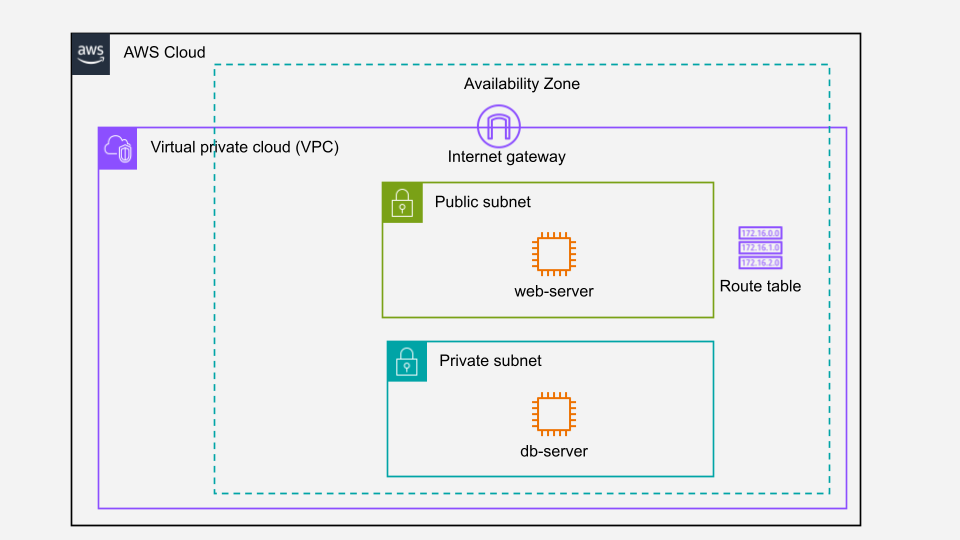 aws
AWS Cloud
Availability Zone
Virtual private cloud (VPC)
Internet gateway
Public subnet
web-server
172.16.0.0
172.16.1.0
172.16.2.0
Route table
Private subnet
db-server